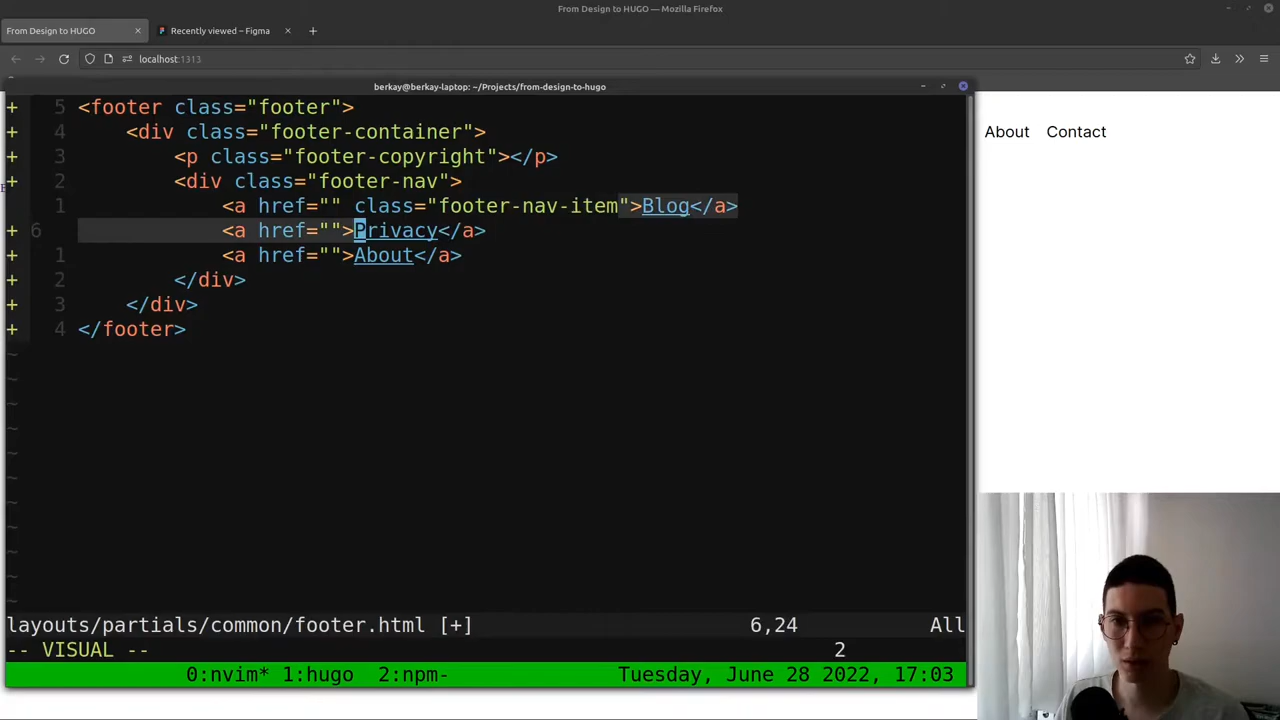 From Design to HUGO — Mozilla Firefox
From Design to HUGO
Recently viewed – Figma
localhost:1313
berkay@berkay-laptop: ~/Projects/from-design-to-hugo
About Contact
+ 5 <footer class="footer">
+ 4 <div class="footer-container">
+ 3 <p class="footer-copyright"></p>
+ 2 <div class="footer-nav">
1 <a href="" class="footer-nav-item">Blog</a>
+ 6 <a href="">Privacy</a>
+ 1 <a href="">About</a>
+ 2 </div>
+ 3 </div>
+ 4 </footer>
~
~
~
~
~
~
~
~
~
~
~
layouts/partials/common/footer.html [+] 6,24 All
-- VISUAL -- 2
0:nvim* 1:hugo 2:npm- Tuesday, June 28 2022, 17:03